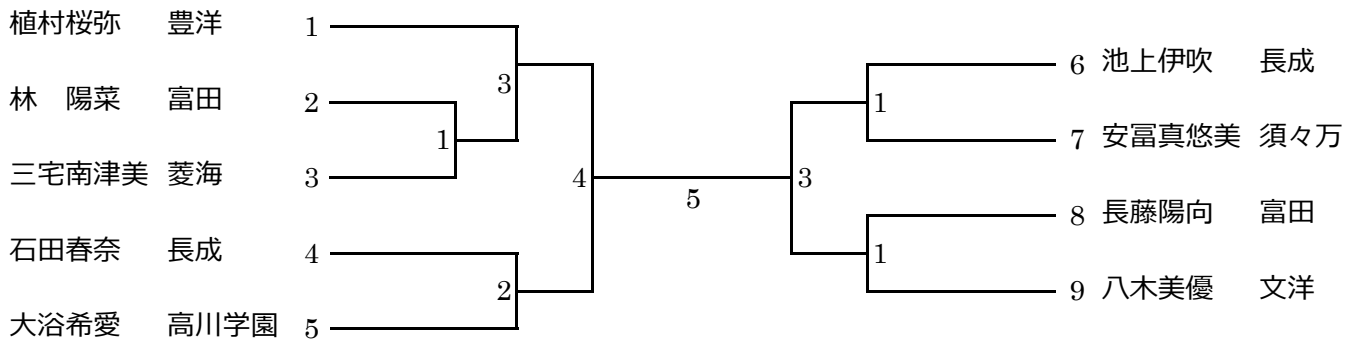 植村桜弥 豊洋 1
林 陽菜 富田 2
三宅南津美 菱海 3
石田春奈 長成 4
大浴希愛 高川学園 5
3
1
2
4
5
3
1
1
6 池上伊吹 長成
7 安冨真悠美 須々万
8 長藤陽向 富田
9 八木美優 文洋